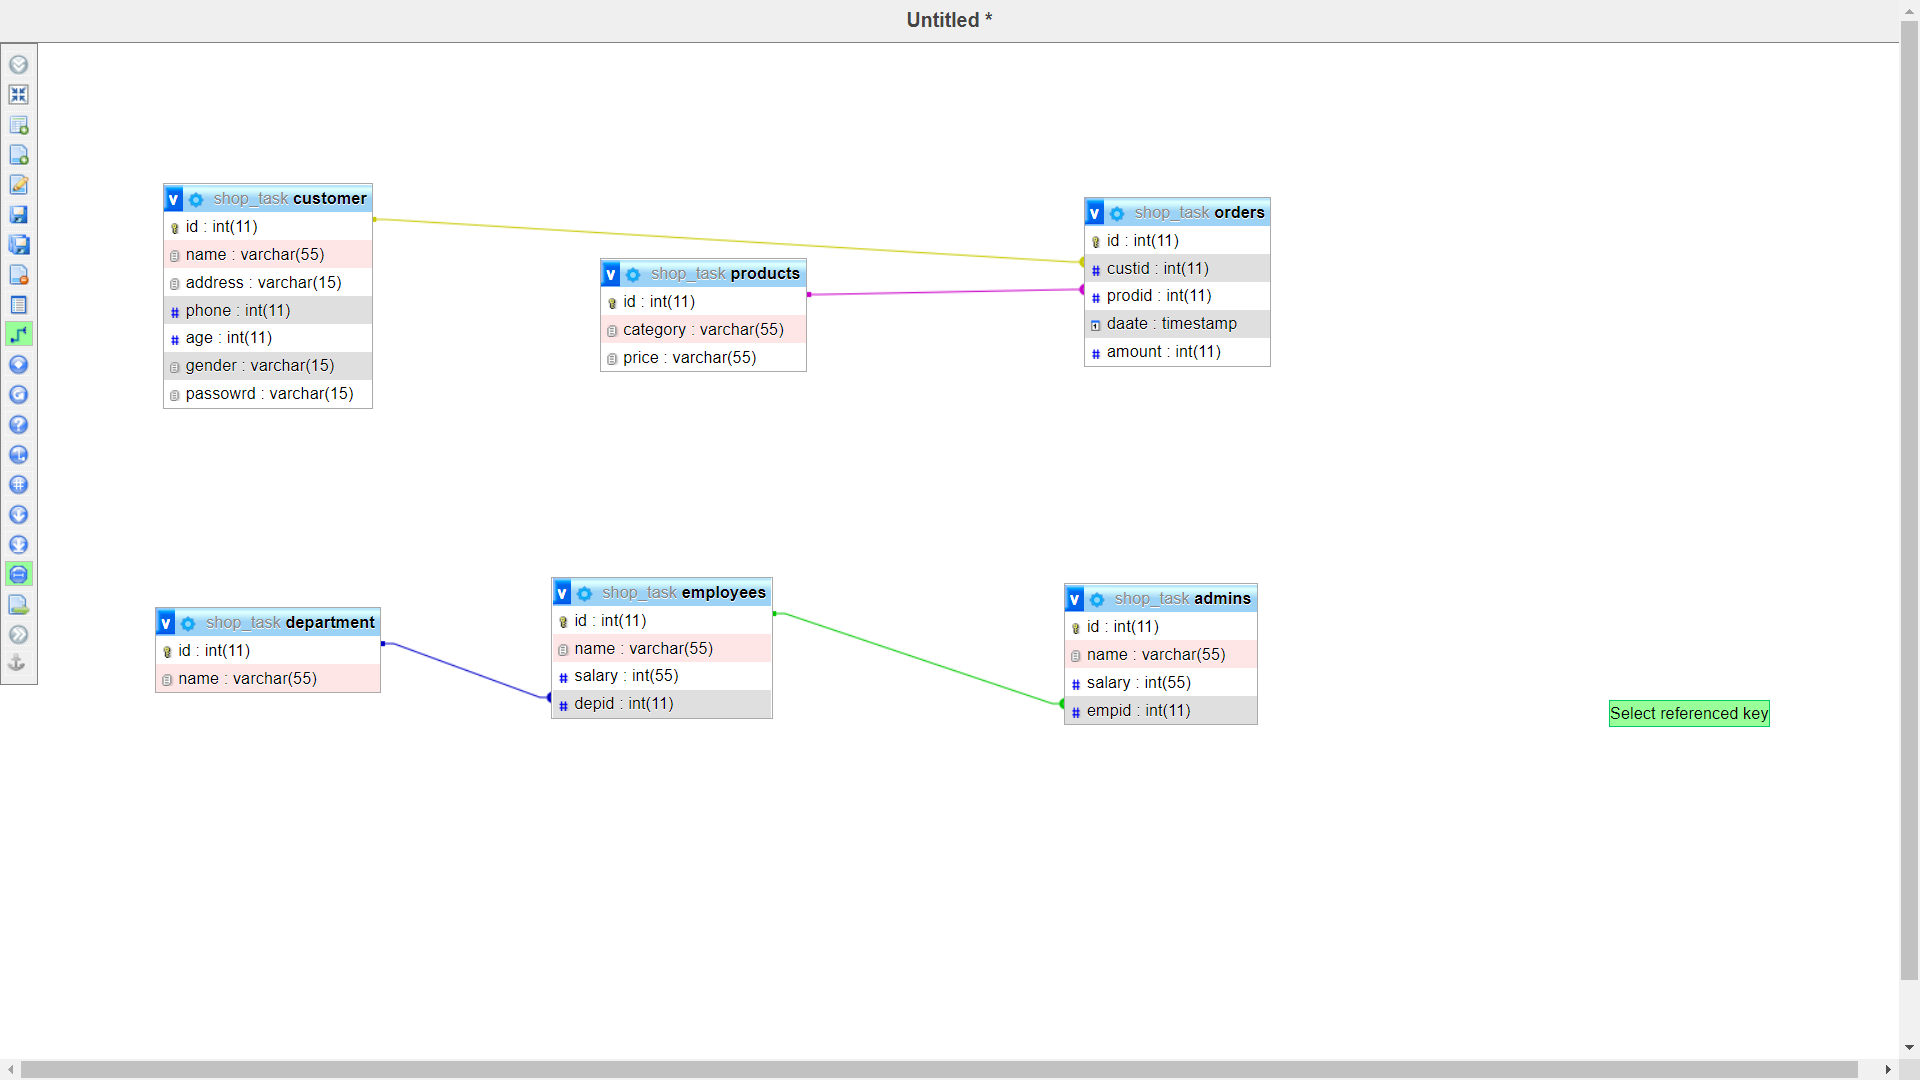 Untitled *
v shop_task customer
id : int(11)
name : varchar(55)
address : varchar(15)
phone : int(11)
age : int(11)
gender : varchar(15)
passowrd : varchar(15)
v shop_task products
id : int(11)
category : varchar(55)
price : varchar(55)
v shop_task orders
id : int(11)
custid : int(11)
prodid : int(11)
daate : timestamp
amount : int(11)
v shop_task department
id : int(11)
name : varchar(55)
v shop_task employees
id : int(11)
name : varchar(55)
salary : int(55)
depid : int(11)
v shop_task admins
id : int(11)
name : varchar(55)
salary : int(55)
empid : int(11)
Select referenced key